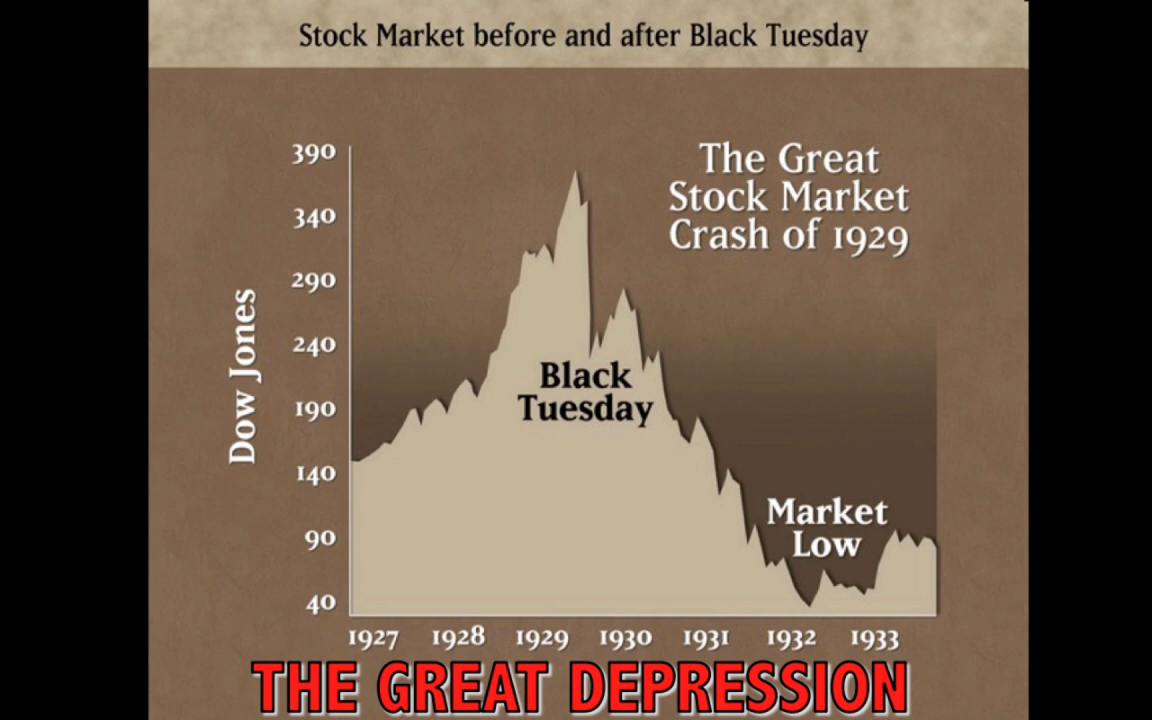 Stock Market before and after Black Tuesday
The Great
Stock Market
Crash of 1929
390
340
290
240
190
140
90
40
Dow Jones
Black
Tuesday
Market
Low
1927 1928 1929 1930 1931 1932 1933
THE GREAT DEPRESSION